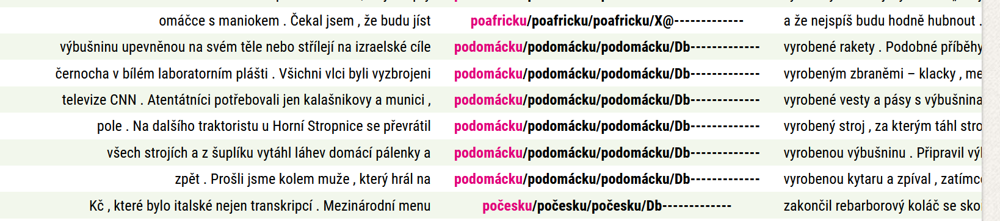 omáčce s maniokem . Čekal jsem , že budu jíst poafricku/poafricku/poafricku/X@------------- a že nejspíš budu hodně hubnout .
výbušninu upevněnou na svém těle nebo střílejí na izraelské cíle podomácku/podomácku/podomácku/Db------------- vyrobené rakety . Podobné příběhy
černocha v bílém laboratorním plášti . Všichni vlci byli vyzbrojeni podomácku/podomácku/podomácku/Db------------- vyrobeným zbraněmi – klacky , me
televize CNN . Atentátníci potřebovali jen kalašnikovy a munici , podomácku/podomácku/podomácku/Db------------- vyrobené vesty a pásy s výbušnina
pole . Na dalšího traktoristu u Horní Stropnice se převrátil podomácku/podomácku/podomácku/Db------------- vyrobený stroj , za kterým táhl stro
všech strojích a z šuplíku vytáhl láhev domácí pálenky a podomácku/podomácku/podomácku/Db------------- vyrobenou výbušninu . Připravil
zpět . Prošli jsme kolem muže , který hrál na podomácku/podomácku/podomácku/Db------------- vyrobenou kytaru a zpíval , zatímc
Kč , které bylo italské nejen transkripcí . Mezinárodní menu počesku/počesku/počesku/Db------------- zakončil rebarborový koláč se sko